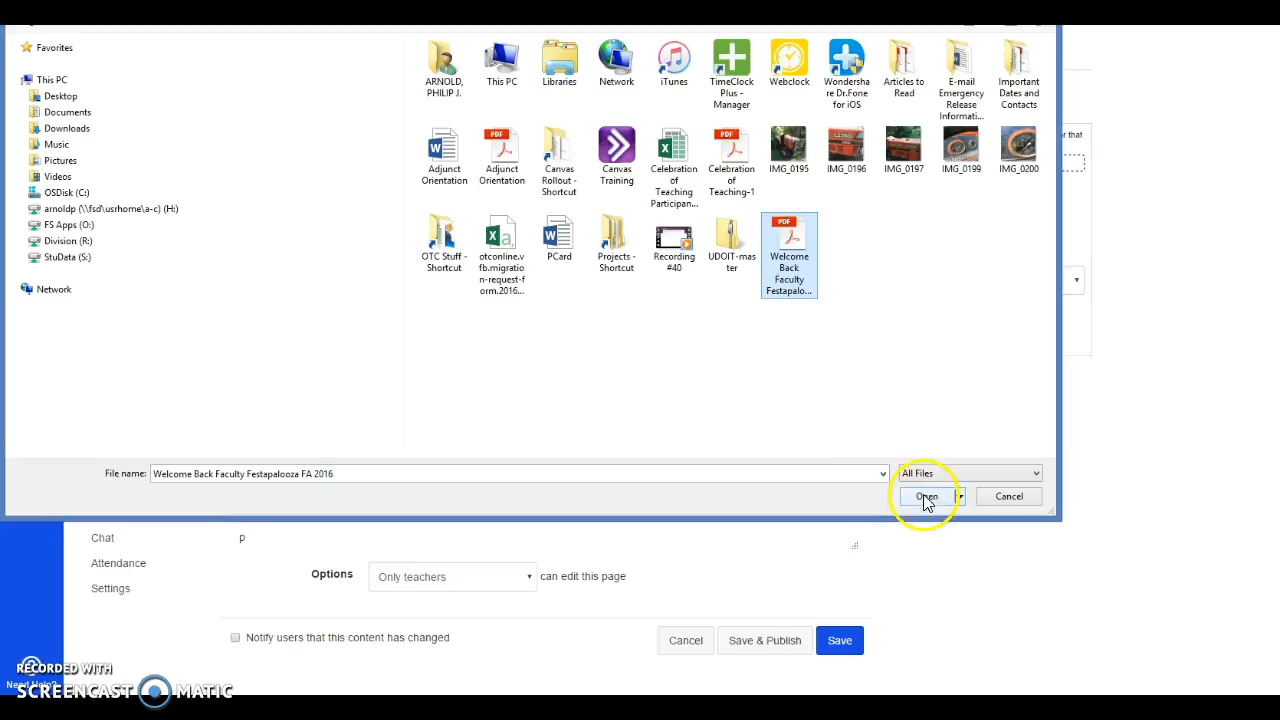 Favorites
This PC
Desktop
Documents
Downloads
Music
Pictures
Videos
OSDisk (C:)
arnoldp (\\fsd\usrhome\a-c) (H:)
FS Apps (O:)
Division (R:)
StuData (S:)
Network
ARNOLD, PHILIP J.
This PC
Libraries
Network
iTunes
TimeClock Plus - Manager
Webclock
Wondershare Dr.Fone for iOS
Articles to Read
E-mail Emergency Release Informati...
Important Dates and Contacts
Adjunct Orientation
PDF
Adjunct Orientation
Canvas Rollout - Shortcut
Canvas Training
Celebration of Teaching Participan...
PDF
Celebration of Teaching-1
IMG_0195
IMG_0196
IMG_0197
IMG_0199
IMG_0200
OTC Stuff - Shortcut
otconline.vfb.migration-request-form.2016...
PCard
Projects - Shortcut
Recording #40
UDOIT-master
PDF
Welcome Back Faculty Festapalo...
or that
File name: Welcome Back Faculty Festapalooza FA 2016
All Files
Open
Cancel
Chat
p
Attendance
Settings
Options Only teachers can edit this page
Notify users that this content has changed
Cancel Save & Publish Save
Need Help?
RECORDED WITH
SCREENCAST MATIC